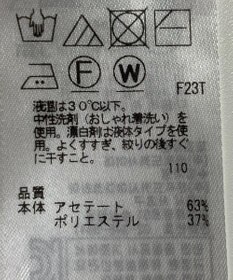 F
W
F23T
液温は30℃以下。
中性洗剤(おしゃれ着洗い)を
使用。漂白剤は液体タイプを使
用。よくすすぎ、絞りの後すぐ
に干すこと。
110
品質
本体 アセテート 63%
ポリエステル 37%